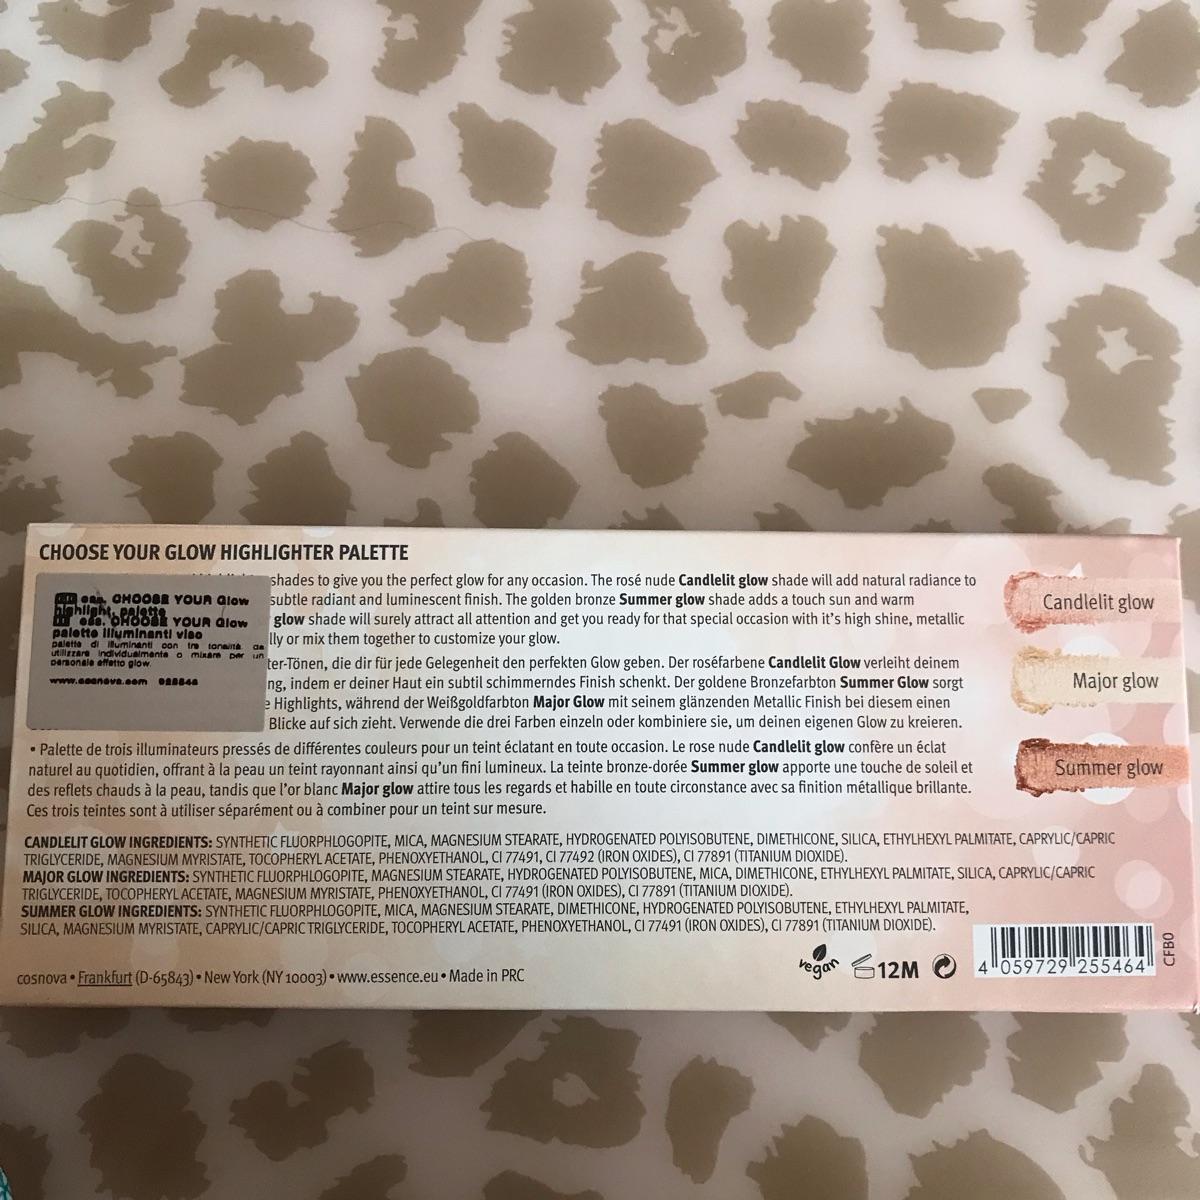 CHOOSE YOUR GLOW HIGHLIGHTER PALETTE
shades to give you the perfect glow for any occasion. The rosé nude Candlelit glow shade will add natural radiance to
subtle radiant and luminescent finish. The golden bronze Summer glow shade adds a touch sun and warm
glow shade will surely attract all attention and get you ready for that special occasion with it's high shine, metallic
lly or mix them together to customize your glow.
ter-Tönen, die dir für jede Gelegenheit den perfekten Glow geben. Der roséfarbene Candlelit Glow verleiht deinem
ng, indem er deiner Haut ein subtil schimmerndes Finish schenkt. Der goldene Bronzefarbton Summer Glow sorgt
e Highlights, während der Weißgoldfarbton Major Glow mit seinem glänzenden Metallic Finish bei diesem einen
Blicke auf sich zieht. Verwende die drei Farben einzeln oder kombiniere sie, um deinen eigenen Glow zu kreieren.
ess. CHOOSE YOUR Glow
highlight. palette
ess. CHOOSE YOUR Glow
palette illuminanti viso
palette di illuminanti con tre tonalità da
utilizzare individualmente o mixare per un
personale effetto glow.
www.cosnova.com
• Palette de trois illuminateurs pressés de différentes couleurs pour un teint éclatant en toute occasion. Le rose nude Candlelit glow confère un éclat
naturel au quotidien, offrant à la peau un teint rayonnant ainsi qu'un fini lumineux. La teinte bronze-dorée Summer glow apporte une touche de soleil et
des reflets chauds à la peau, tandis que l'or blanc Major glow attire tous les regards et habille en toute circonstance avec sa finition métallique brillante.
Ces trois teintes sont à utiliser séparément ou à combiner pour un teint sur mesure.
Candlelit glow
Major glow
Summer glow
CANDLELIT GLOW INGREDIENTS: SYNTHETIC FLUORPHLOGOPITE, MICA, MAGNESIUM STEARATE, HYDROGENATED POLYISOBUTENE, DIMETHICONE, SILICA, ETHYLHEXYL PALMITATE, CAPRYLIC/CAPRIC
TRIGLYCERIDE, MAGNESIUM MYRISTATE, TOCOPHERYL ACETATE, PHENOXYETHANOL, CI 77491, CI 77492 (IRON OXIDES), CI 77891 (TITANIUM DIOXIDE).
MAJOR GLOW INGREDIENTS: SYNTHETIC FLUORPHLOGOPITE, MAGNESIUM STEARATE, HYDROGENATED POLYISOBUTENE, MICA, DIMETHICONE, ETHYLHEXYL PALMITATE, SILICA, CAPRYLIC/CAPRIC
TRIGLYCERIDE, TOCOPHERYL ACETATE, MAGNESIUM MYRISTATE, PHENOXYETHANOL, CI 77491 (IRON OXIDES), CI 77891 (TITANIUM DIOXIDE).
SUMMER GLOW INGREDIENTS: SYNTHETIC FLUORPHLOGOPITE, MICA, MAGNESIUM STEARATE, DIMETHICONE, HYDROGENATED POLYISOBUTENE, ETHYLHEXYL PALMITATE,
SILICA, MAGNESIUM MYRISTATE, CAPRYLIC/CAPRIC TRIGLYCERIDE, TOCOPHERYL ACETATE, PHENOXYETHANOL, CI 77491 (IRON OXIDES), CI 77891 (TITANIUM DIOXIDE).
cosnova • Frankfurt (D-65843) • New York (NY 10003) • www.essence.eu • Made in PRC
vegan
12M
4 059729 255464
CFB0